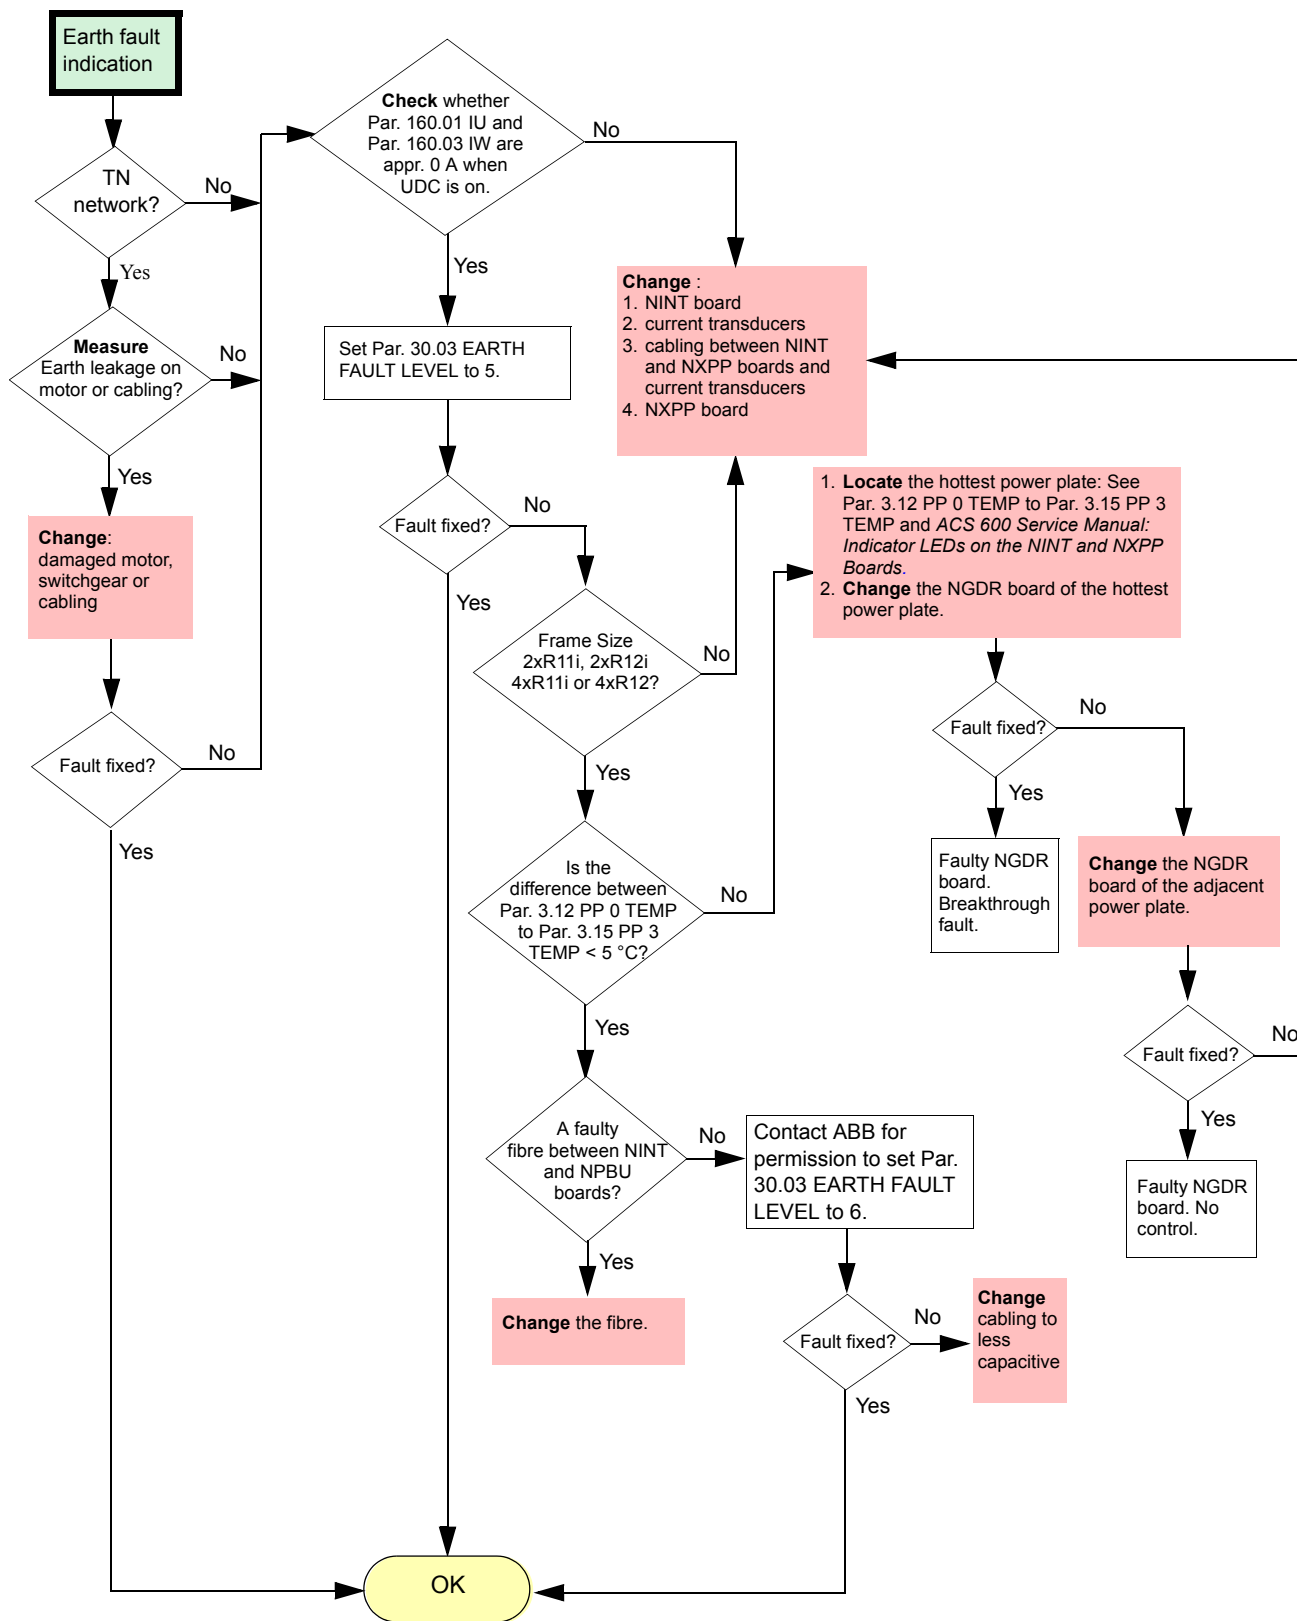 Earth fault
indication
TN
network?
No
Yes
Measure
Earth leakage on
motor or cabling?
No
Yes
Change:
damaged motor,
switchgear or
cabling
Fault fixed?
No
Yes
Check whether
Par. 160.01 IU and
Par. 160.03 IW are
appr. 0 A when
UDC is on.
No
Yes
Set Par. 30.03 EARTH
FAULT LEVEL to 5.
Fault fixed?
No
Yes
Change :
1. NINT board
2. current transducers
3. cabling between NINT
and NXPP boards and
current transducers
4. NXPP board
Frame Size
2xR11i, 2xR12i
4xR11i or 4xR12?
No
Yes
Is the
difference between
Par. 3.12 PP 0 TEMP
to Par. 3.15 PP 3
TEMP < 5 °C?
No
Yes
1. Locate the hottest power plate: See
Par. 3.12 PP 0 TEMP to Par. 3.15 PP 3
TEMP and ACS 600 Service Manual:
Indicator LEDs on the NINT and NXPP
Boards.
2. Change the NGDR board of the hottest
power plate.
Fault fixed?
No
Yes
Faulty NGDR
board.
Breakthrough
fault.
Change the NGDR
board of the adjacent
power plate.
Fault fixed?
No
Yes
Faulty NGDR
board. No
control.
A faulty
fibre between NINT
and NPBU
boards?
No
Yes
Change the fibre.
Contact ABB for
permission to set Par.
30.03 EARTH FAULT
LEVEL to 6.
Fault fixed?
No
Yes
Change
cabling to
less
capacitive
OK